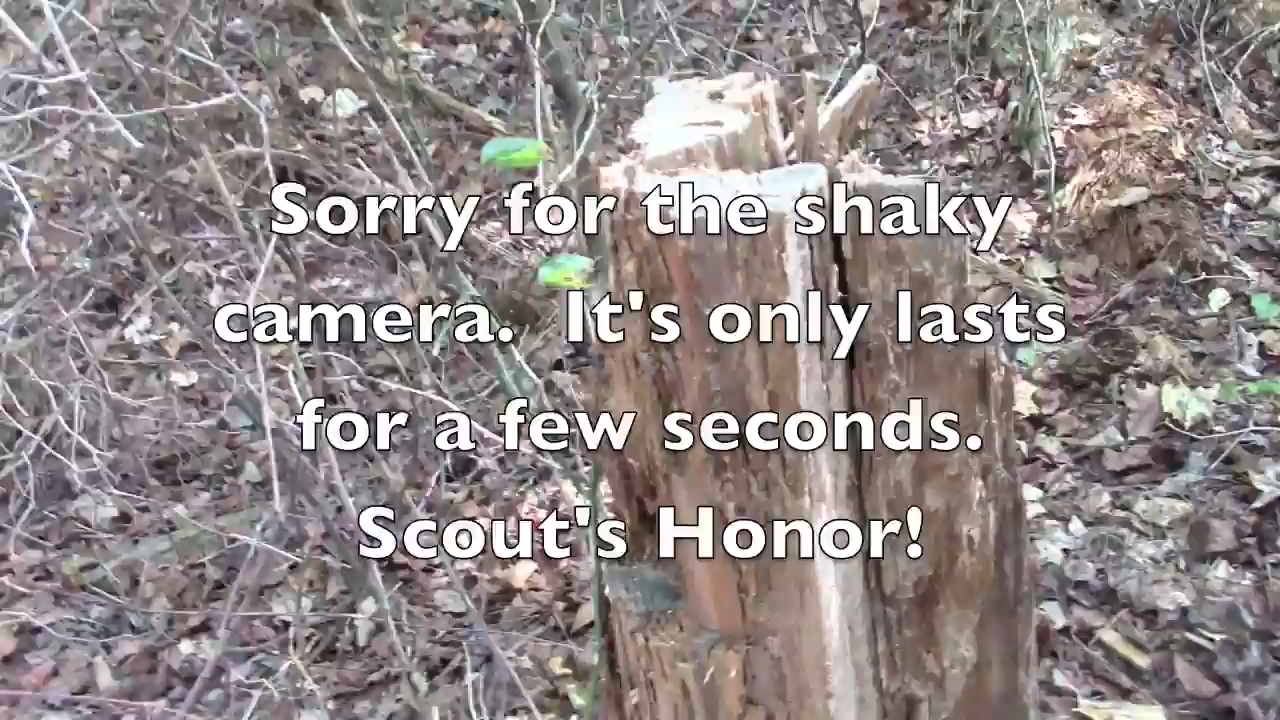 Sorry for the shaky
camera.  It's only lasts
for a few seconds.
Scout's Honor!